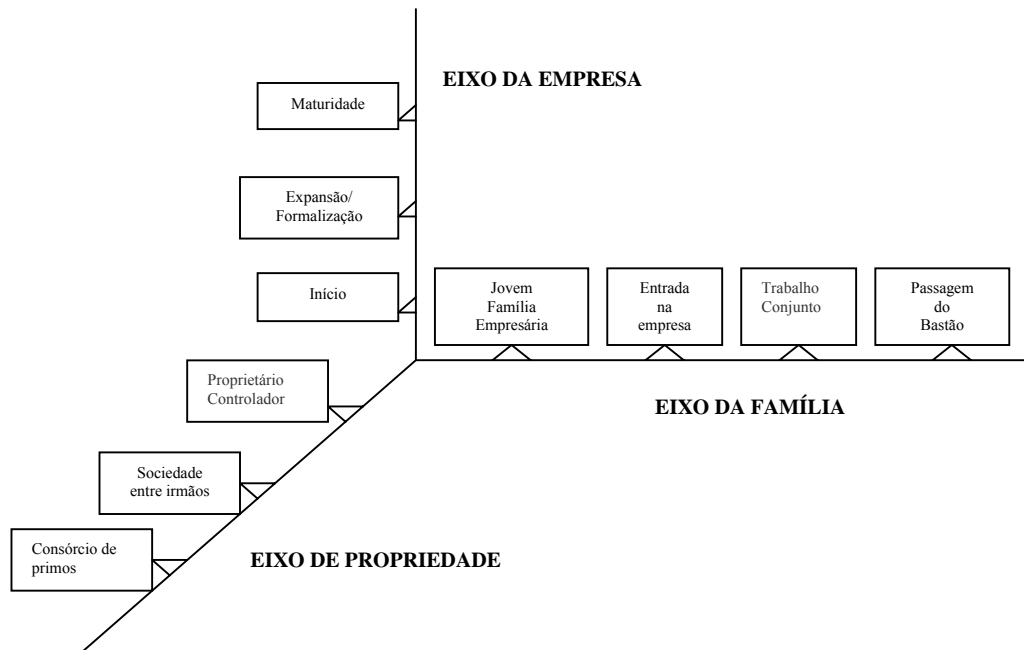 EIXO DA EMPRESA
Maturidade
Expansão/
Formalização
Início
Jovem
Família
Empresária
Entrada
na
empresa
Trabalho
Conjunto
Passagem
do
Bastão
EIXO DA FAMÍLIA
Proprietário
Controlador
Sociedade
entre irmãos
Consórcio de
primos
EIXO DE PROPRIEDADE